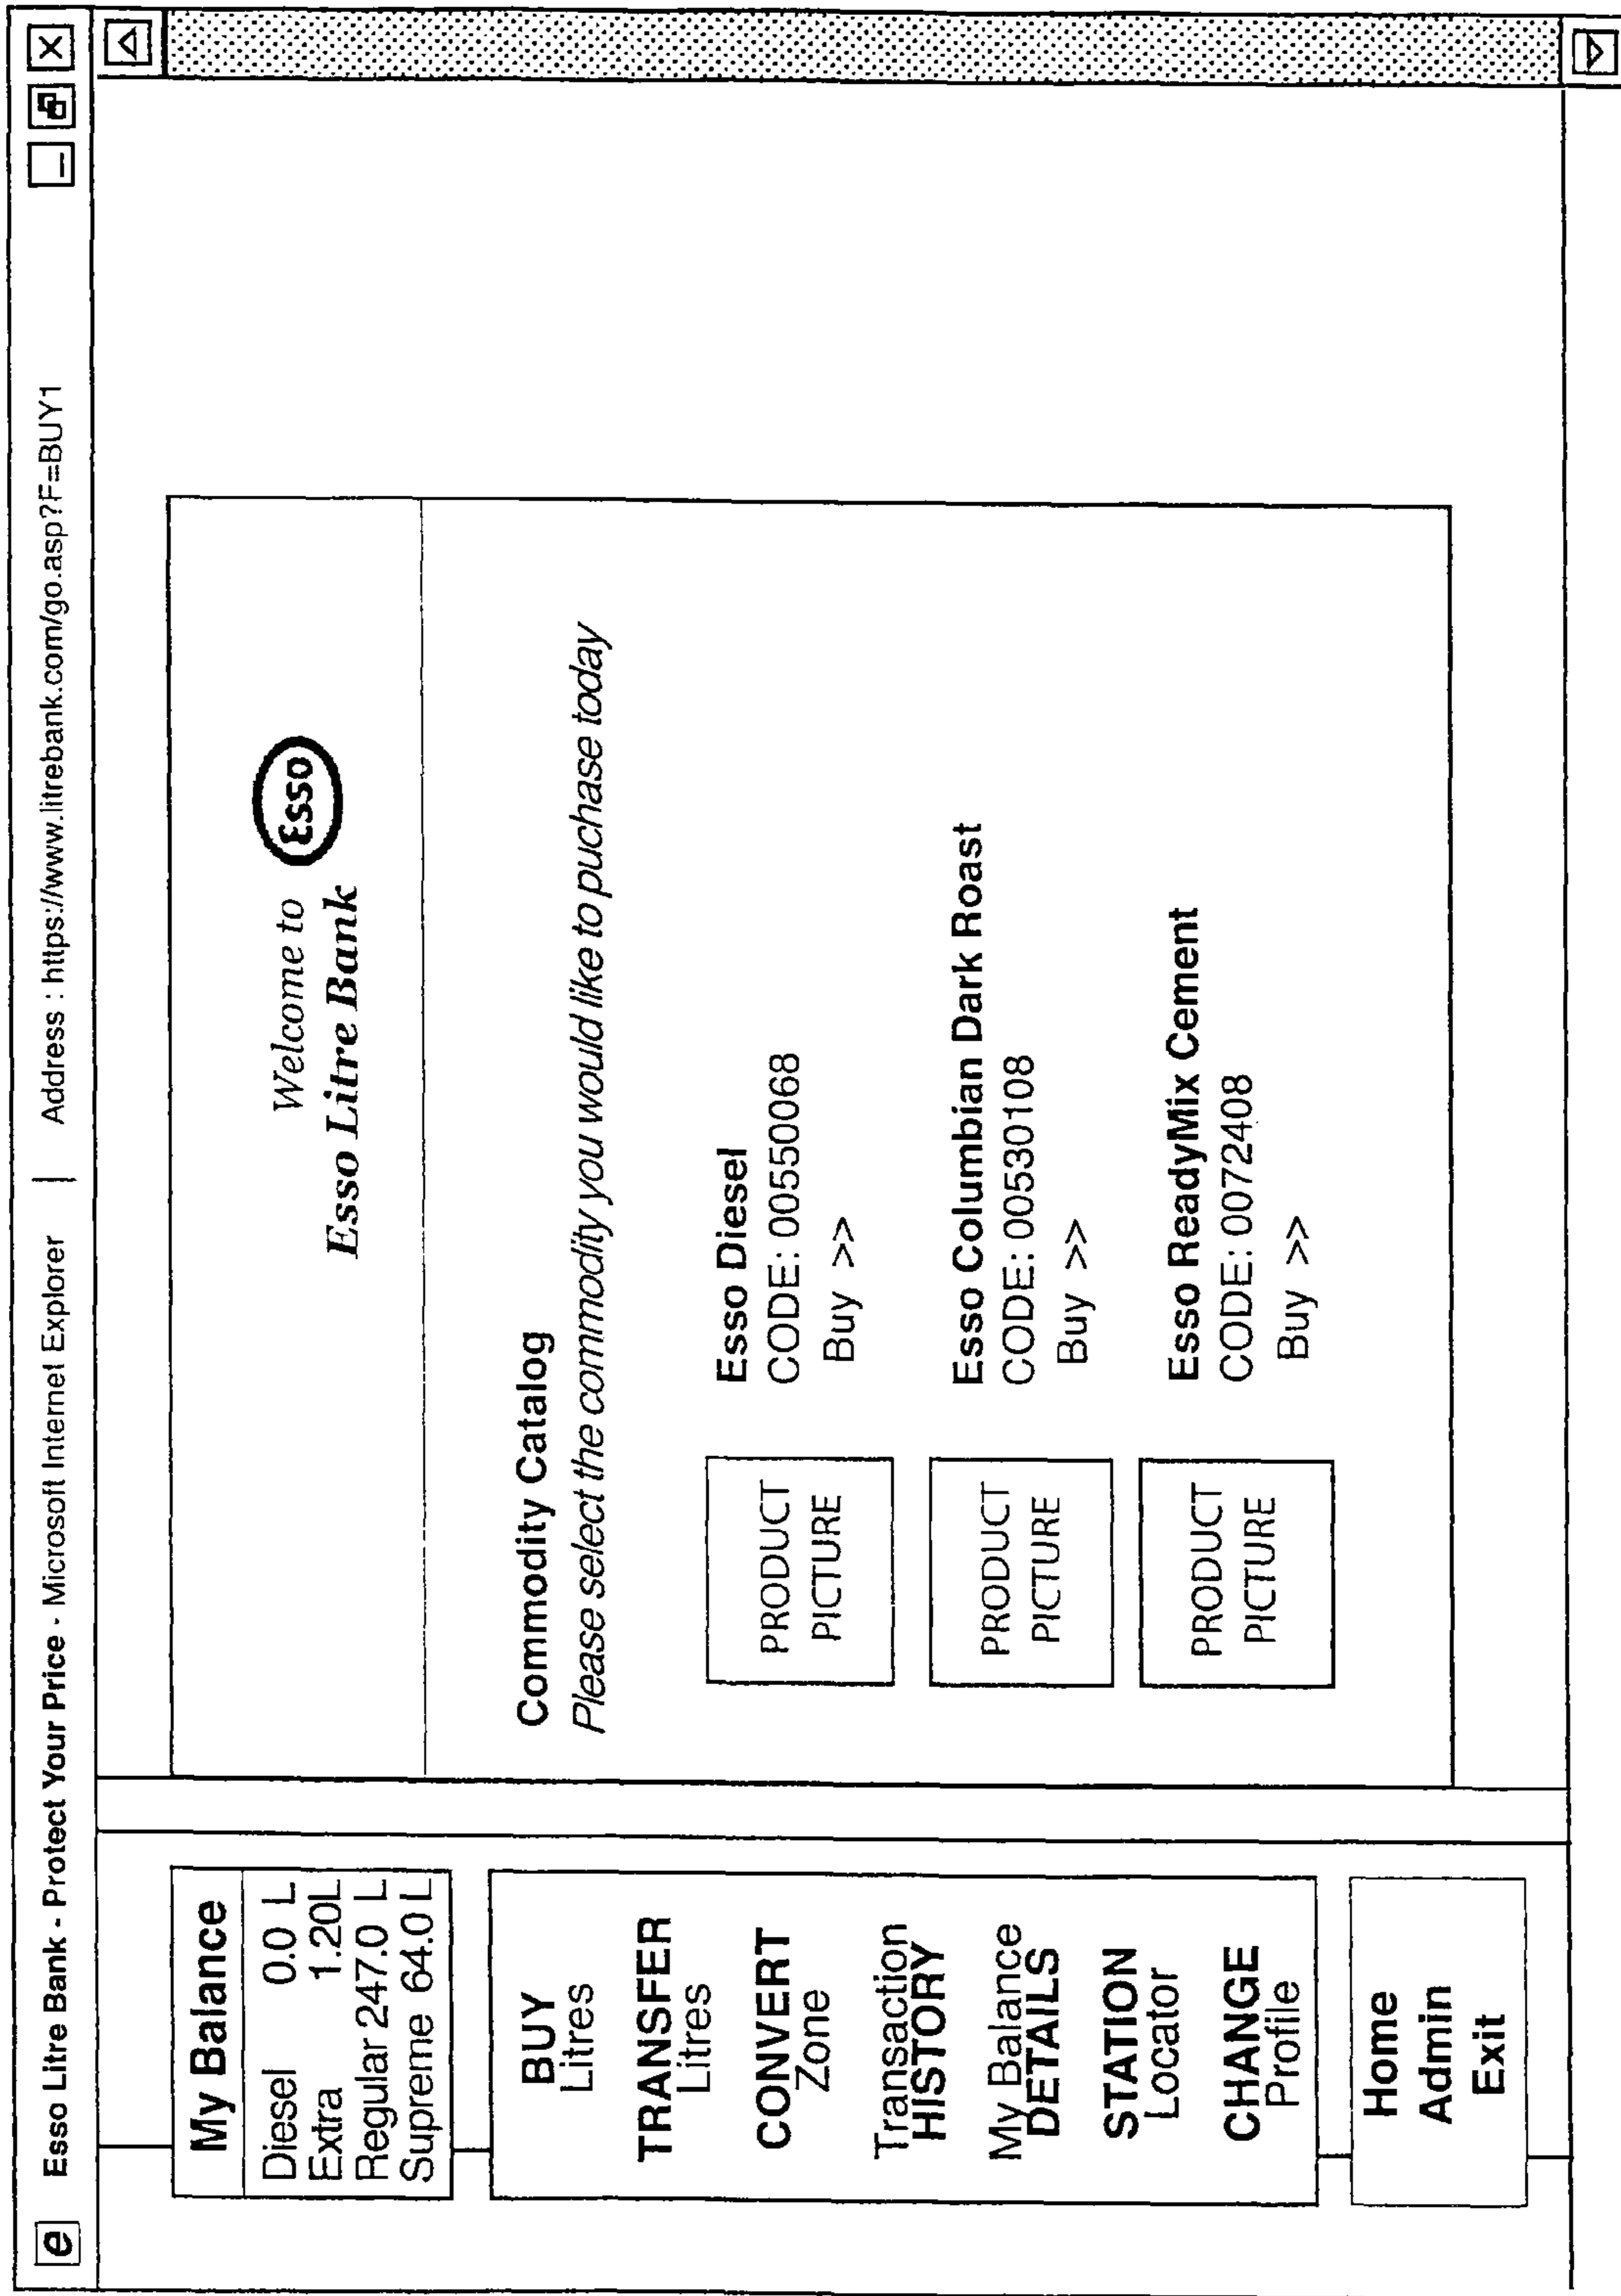 e Esso Litre Bank - Protect Your Price - Microsoft Internet Explorer | Address : https://www.litrebank.com/go.asp?F=BUY1
My Balance
Diesel 0.0 L
Extra 1.20L
Regular 247.0 L
Supreme 64.0 L
BUY
Litres
TRANSFER
Litres
CONVERT
Zone
Transaction
HISTORY
My Balance
DETAILS
STATION
Locator
CHANGE
Profile
Home
Admin
Exit
Welcome to
Esso Litre Bank
Esso
Commodity Catalog
Please select the commodity you would like to puchase today
PRODUCT
PICTURE
Esso Diesel
CODE: 00550068
Buy >>
PRODUCT
PICTURE
Esso Columbian Dark Roast
CODE: 00530108
Buy >>
PRODUCT
PICTURE
Esso ReadyMix Cement
CODE: 0072408
Buy >>